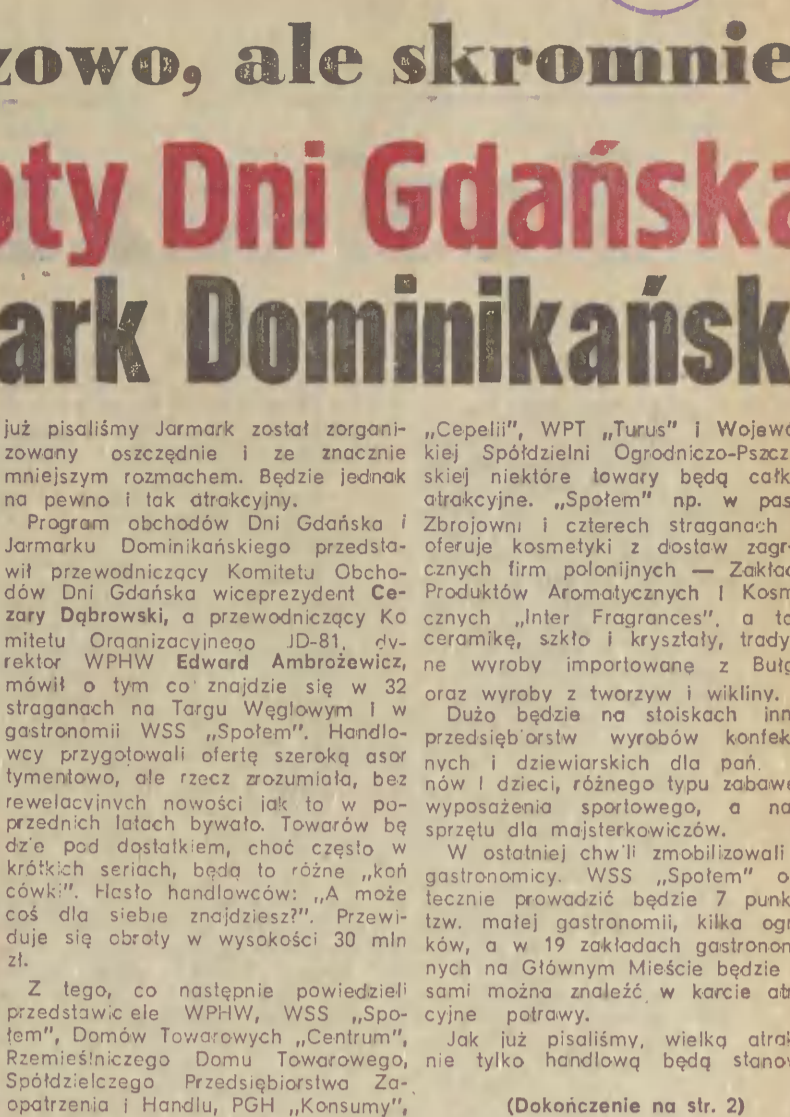 zowo, ale skromnie
oty Dni Gdańska
ark Dominikańsk
już pisaliśmy Jarmark został zorgani-
zowany oszczędnie i ze znacznie
mniejszym rozmachem. Będzie jednak
na pewno i tak atrakcyjny.
Program obchodów Dni Gdańska i
Jarmarku Dominikańskiego przedsta-
wił przewodniczący Komitetu Obcho-
dów Dni Gdańska wiceprezydent Ce-
zary Dąbrowski, a przewodniczący Ko
mitetu Organizacyjnego JD-81, dy-
rektor WPHW Edward Ambrożewicz,
mówił o tym co znajdzie się w 32
straganach na Targu Węglowym i w
gastronomii WSS „Społem". Handlo-
wcy przygotowali ofertę szeroką asor
tymentowo, ale rzecz zrozumiała, bez
rewelacyjnych nowości jak to w po-
przednich latach bywało. Towarów bę
dzie pod dostatkiem, choć często w
krótkich seriach, będą to różne „koń
cówki". Hasło handlowców: „A może
coś dla siebie znajdziesz?". Przewi-
duje się obroty w wysokości 30 mln
zł.
Z tego, co następnie powiedzieli
przedstawic ele WPHW, WSS „Spo-
łem", Domów Towarowych „Centrum",
Rzemieślniczego Domu Towarowego,
Spółdzielczego Przedsiębiorstwa Za-
opatrzenia i Handlu, PGH „Konsumy",
„Cepelii", WPT „Turus" i Wojewó
kiej Spółdzielni Ogrodniczo-Pszcz
skiej niektóre towary będą całk
atrakcyjne. „Społem" np. w pas
Zbrojowni i czterech straganach
oferuje kosmetyki z dostaw zagr
cznych firm polonijnych — Zakład
Produktów Aromatycznych i Kosm
cznych „Inter Fragrances", a ta
ceramikę, szkło i kryształy, trady
ne wyroby importowane z Bułg
oraz wyroby z tworzyw i wikliny.
Dużo będzie na stoiskach inn
przedsięb orstw wyrobów konfek
nych i dziewiarskich dla pań,
nów i dzieci, różnego typu zabawe
wyposażenia sportowego, a na
sprzętu dla majsterkowiczów.
W ostatniej chw li zmobilizowali
gastronomicy. WSS „Społem" o
tecznie prowadzić będzie 7 punk
tzw. małej gastronomii, kilka ogr
ków, a w 19 zakładach gastronom
nych na Głównym Mieście będzie
sami można znaleźć w karcie atr
cyjne potrawy.
Jak już pisaliśmy, wielką atrak
nie tylko handlową będą stanow
(Dokończenie na str. 2)